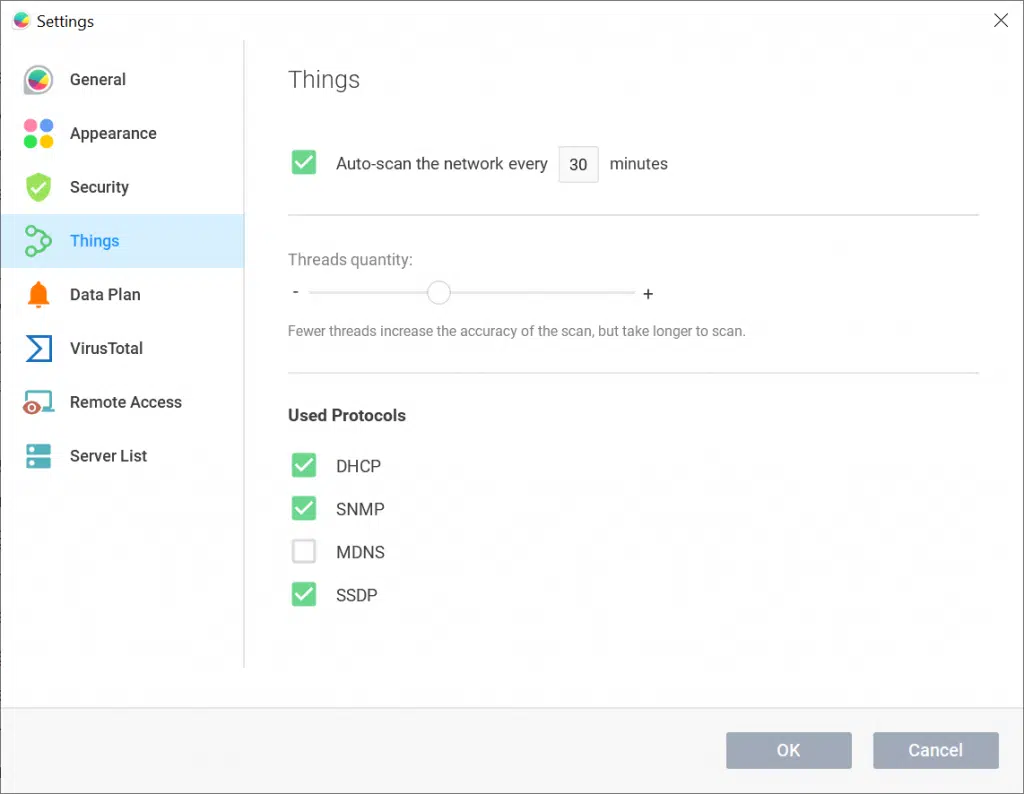 Settings
General
Appearance
Security
Things
Data Plan
VirusTotal
Remote Access
Server List
Things
Auto-scan the network every 30 minutes
Threads quantity:
- +
Fewer threads increase the accuracy of the scan, but take longer to scan.
Used Protocols
DHCP
SNMP
MDNS
SSDP
OK Cancel